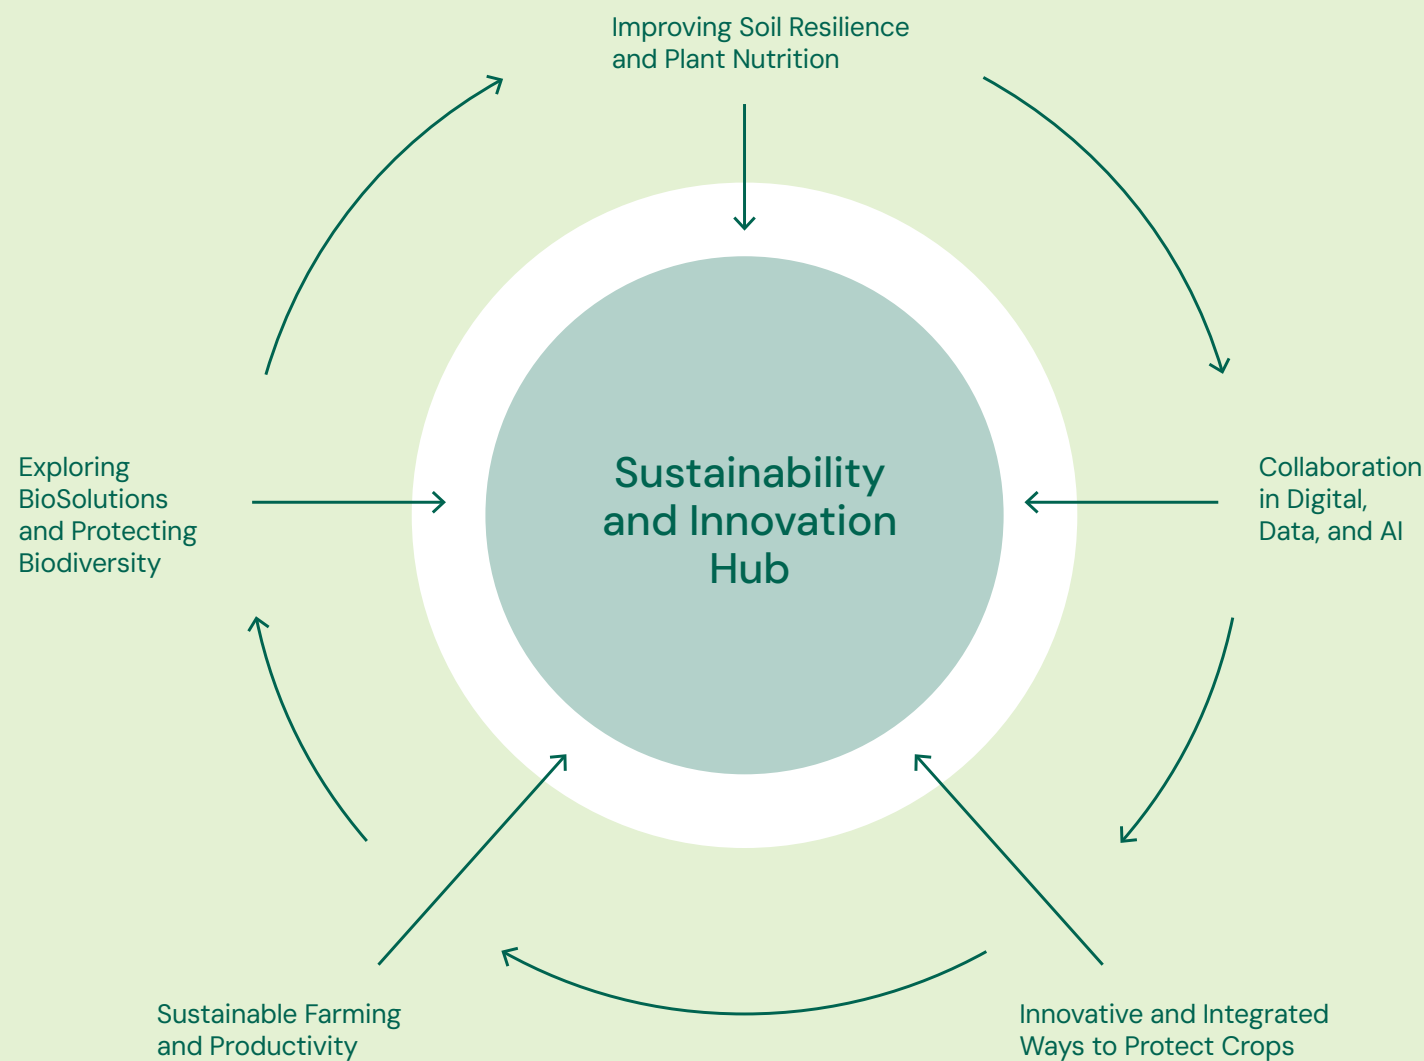 Improving Soil Resilience
and Plant Nutrition
Exploring
BioSolutions
and Protecting
Biodiversity
Sustainability
and Innovation
Hub
Collaboration
in Digital,
Data, and AI
Sustainable Farming
and Productivity
Innovative and Integrated
Ways to Protect Crops